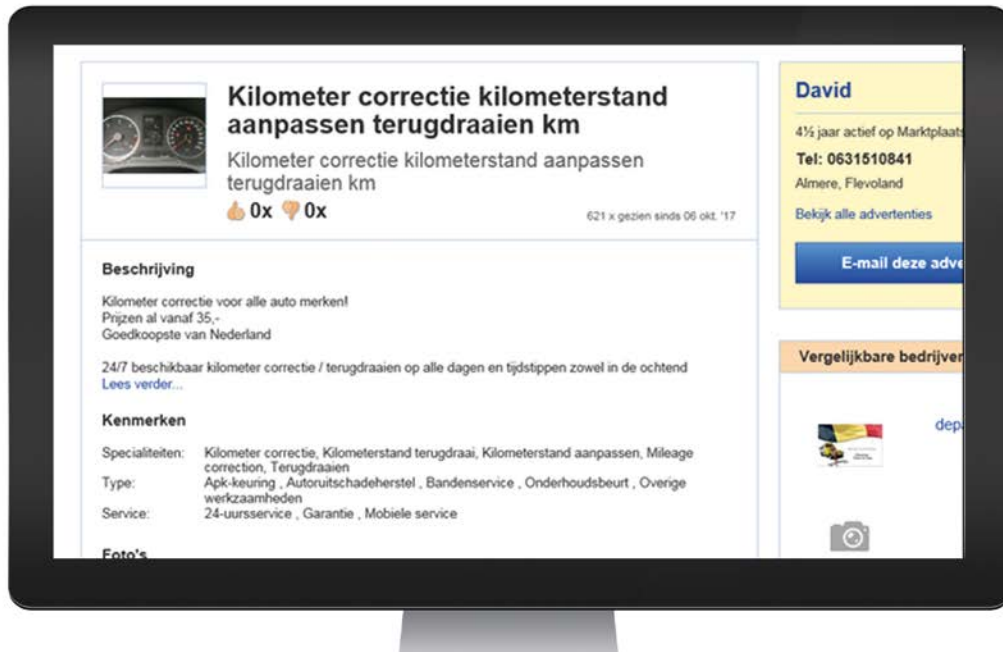 Kilometer correctie kilometerstand
aanpassen terugdraaien km
Kilometer correctie kilometerstand aanpassen
terugdraaien km
0x 0x
621 x gezien sinds 06 okt. '17
Beschrijving
Kilometer correctie voor alle auto merken!
Prijzen al vanaf 35,-
Goedkoopste van Nederland
24/7 beschikbaar kilometer correctie / terugdraaien op alle dagen en tijdstippen zowel in de ochtend
Lees verder...
Kenmerken
Specialiteiten: Kilometer correctie, Kilometerstand terugdraai, Kilometerstand aanpassen, Mileage
correction, Terugdraaien
Type: Apk-keuring , Autoruitschadeherstel , Bandenservice , Onderhoudsbeurt , Overige
werkzaamheden
Service: 24-uursservice , Garantie , Mobiele service
Foto's
David
4½ jaar actief op Marktplaats
Tel: 0631510841
Almere, Flevoland
Bekijk alle advertenties
E-mail deze adve
Vergelijkbare bedrijven
depa